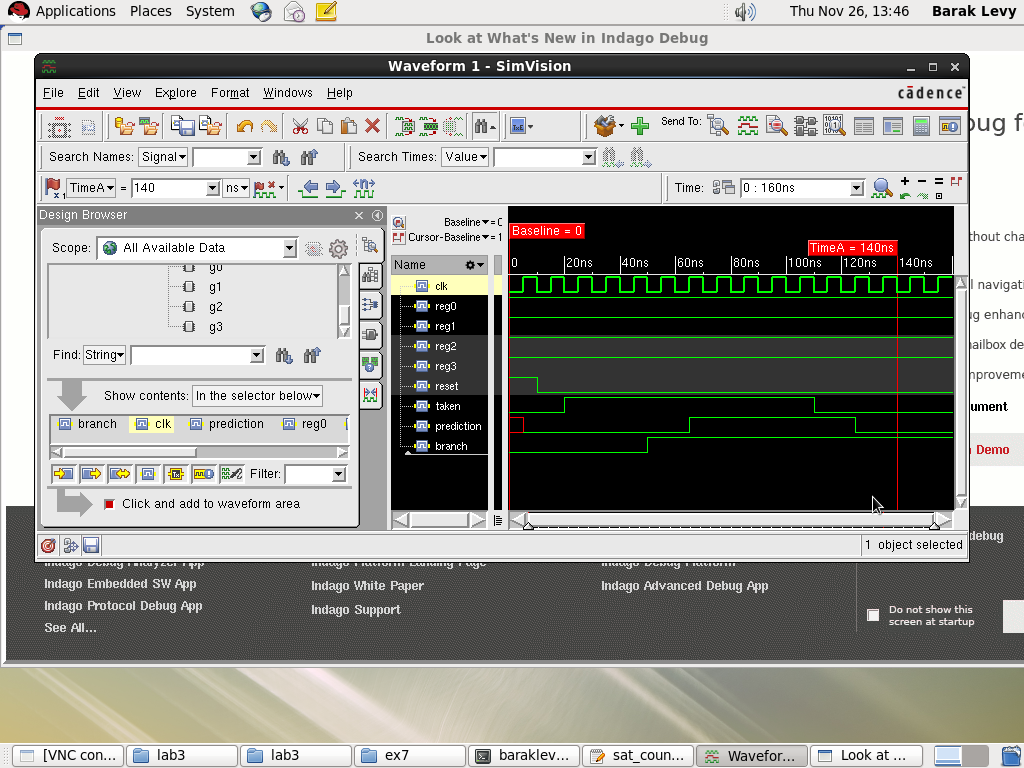 Applications Places System Thu Nov 26, 13:46 Barak Levy
Look at What's New in Indago Debug
Waveform 1 - SimVision
File Edit View Explore Format Windows Help cādence
Send To:
Search Names: Signal Search Times: Value
TimeA = 140 ns Time: 0 : 160ns
Design Browser
Baseline = 0
Cursor-Baseline = 1
Baseline = 0
TimeA = 140ns
Scope: All Available Data
Name
0 20ns 40ns 60ns 80ns 100ns 120ns 140ns
g0
g1
g2
g3
clk
reg0
reg1
reg2
reg3
reset
taken
prediction
branch
Find: String
Show contents: In the selector below
branch clk prediction reg0
Filter:
Click and add to waveform area
1 object selected
bug f
thout cha
l navigati
ug enhanc
mailbox de
mprovem
ument
Demo
debug
Indago Debug Analyzer App Indago Platform Landing Page Indago Debug Platform
Indago Embedded SW App Indago White Paper Indago Advanced Debug App
Indago Protocol Debug App Indago Support
See All...
Do not show this
screen at startup
[VNC con... lab3 lab3 ex7 baraklev... sat_coun... Wavefor... Look at ...